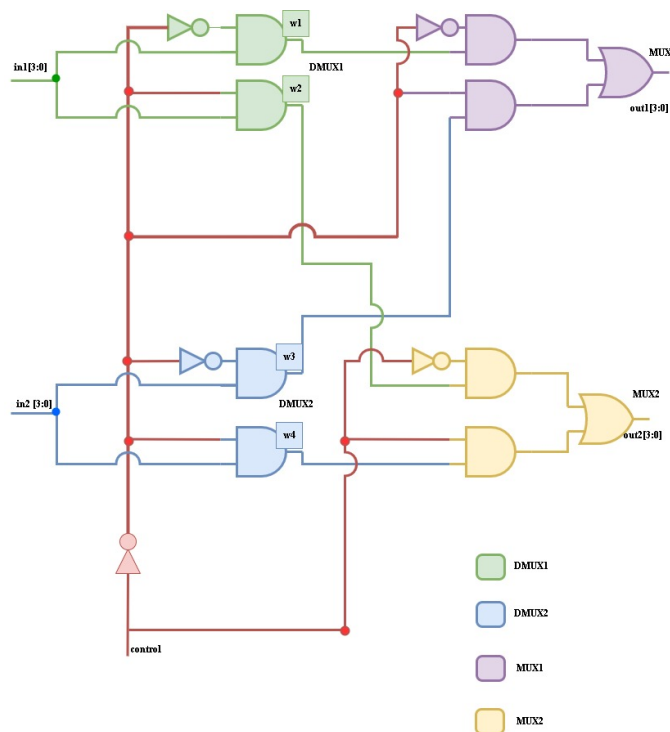 w1
MUX
in1[3:0]
DMUX1
w2
out1[3:0]
w3
MUX2
in2 [3:0]
DMUX2
w4
out2[3:0]
control
DMUX1
DMUX2
MUX1
MUX2